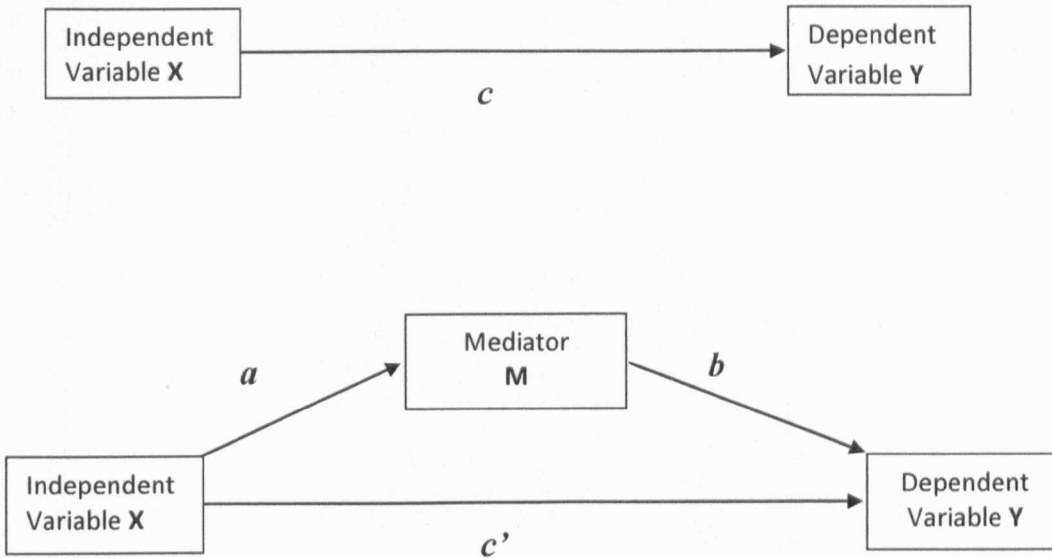 Independent
Variable X
Dependent
Variable Y
c
Mediator
M
a
b
Independent
Variable X
Dependent
Variable Y
c'